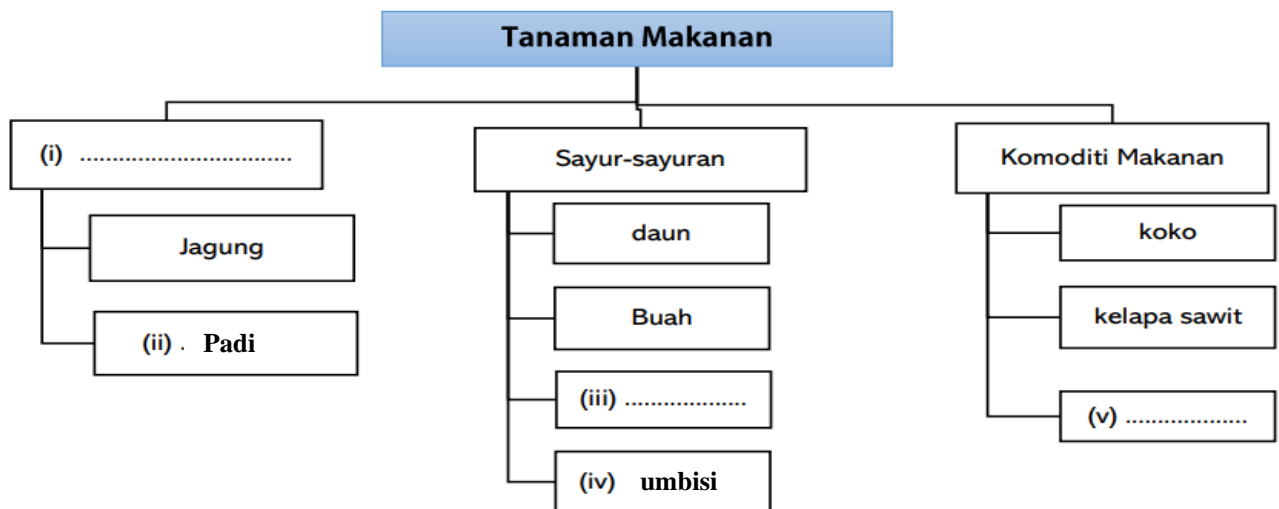 Tanaman Makanan
(i) .................................
Jagung
(ii) . Padi
Sayur-sayuran
daun
Buah
(iii) ...................
(iv) umbisi
Komoditi Makanan
koko
kelapa sawit
(v) ...................